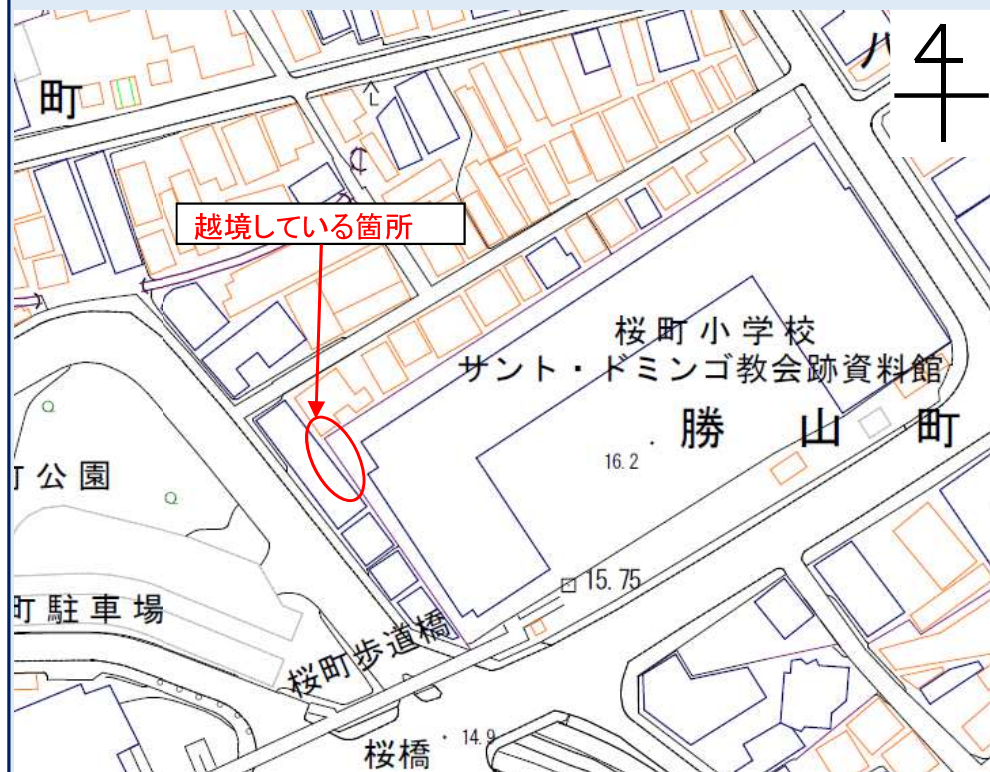 町
越境している箇所
桜町小学校
サント・ドミンゴ教会跡資料館
勝山町
16.2
町公園
15.75
町駐車場
桜町歩道橋
14.9
桜橋